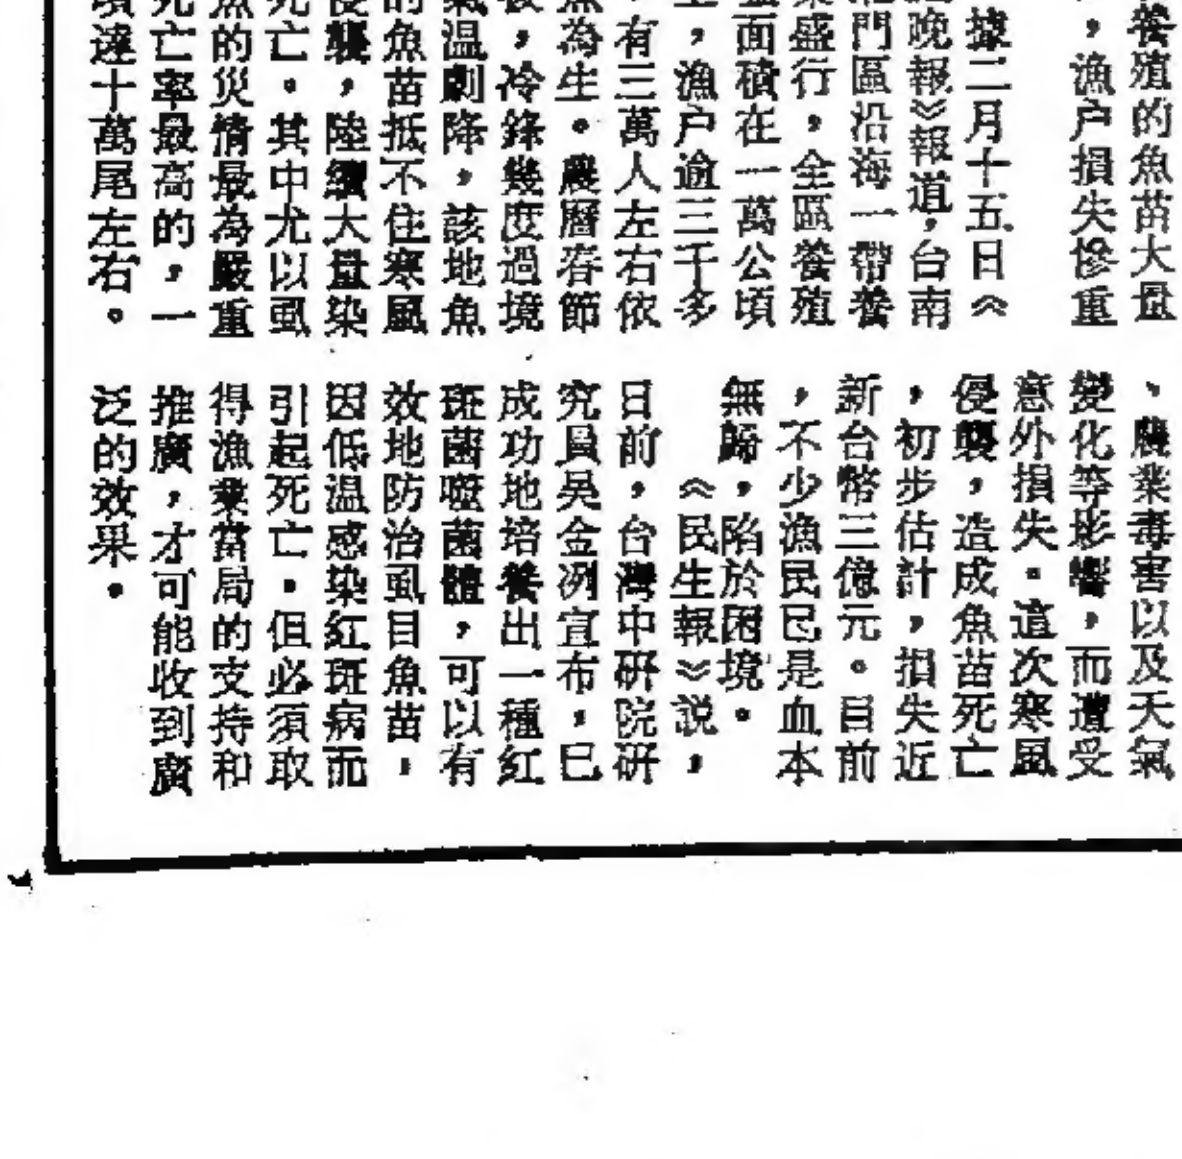 養殖的魚苗大量
，漁户損失慘重
據二月十五日《
晚報》報道，台南
門區沿海一帶養
盛行，全區養殖
面積在一萬公頃
，漁户逾三千多
有三萬人左右依
為生。農曆春節
，冷鋒幾度過境
温劇降，該地魚
魚苗抵不住寒風
襲，陸續大量染
亡。其中尤以虱
的災情最為嚴重
亡率最高的，一
達十萬尾左右。
、農業毒害以及天氣
變化等影響，而遭受
意外損失。這次寒風
侵襲，造成魚苗死亡
，初步估計，損失近
新台幣三億元。目前
，不少漁民已是血本
無歸，陷於困境。
《民生報》説，
日前，台灣中研院研
究員吳金洌宣布，已
成功地培養出一種紅
斑菌噬菌體，可以有
效地防治虱目魚苗，
因低温感染紅斑病而
引起死亡。但必須取
得漁業當局的支持和
推廣，才可能收到廣
泛的效果。